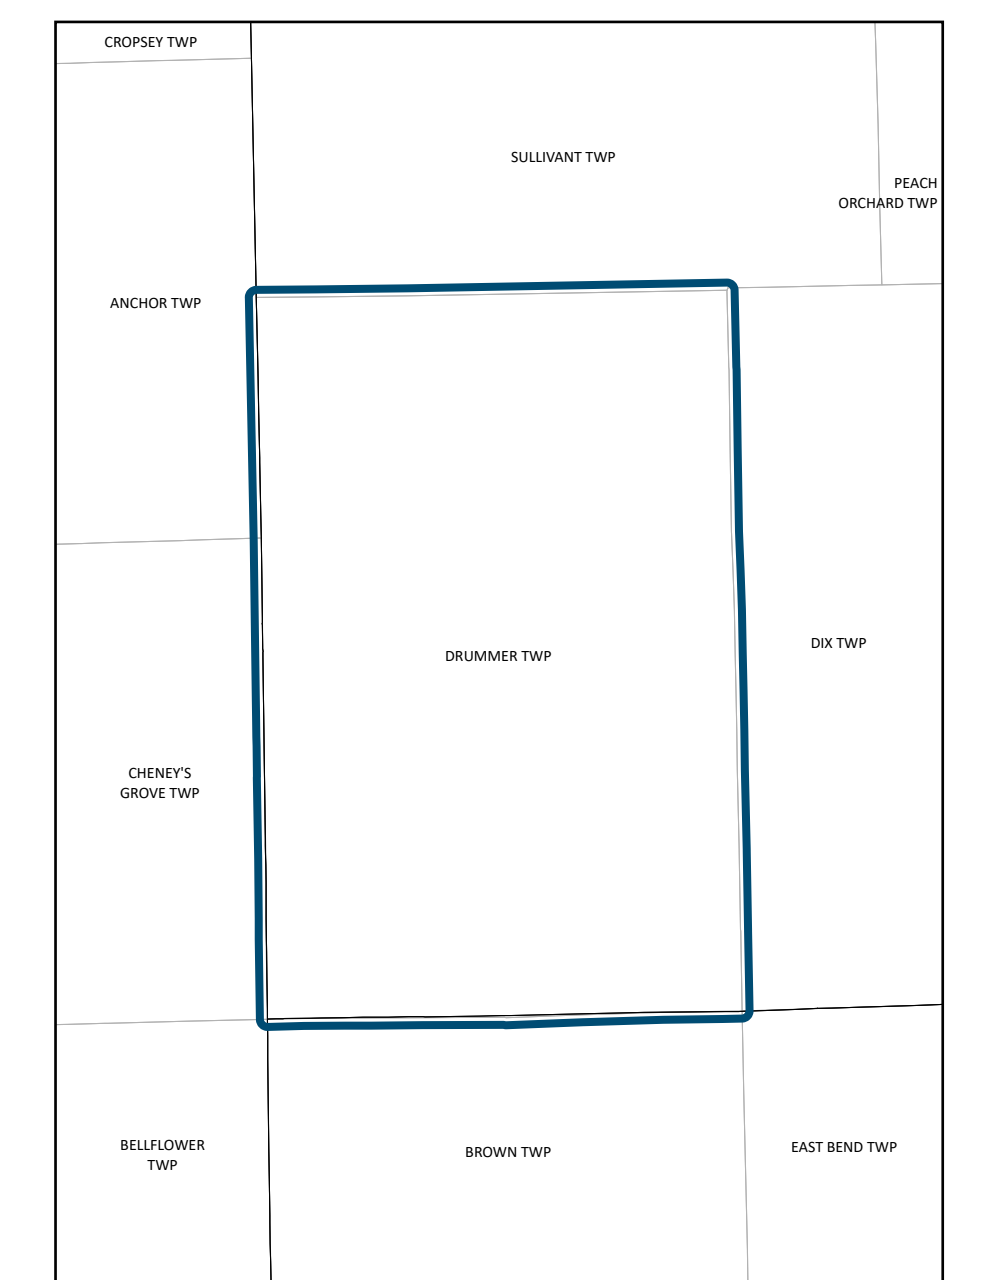 CROPSEY TWP
SULLIVANT TWP
PEACH
ORCHARD TWP
ANCHOR TWP
DIX TWP
DRUMMER TWP
CHENEY'S
GROVE TWP
BELLFLOWER
TWP
BROWN TWP
EAST BEND TWP